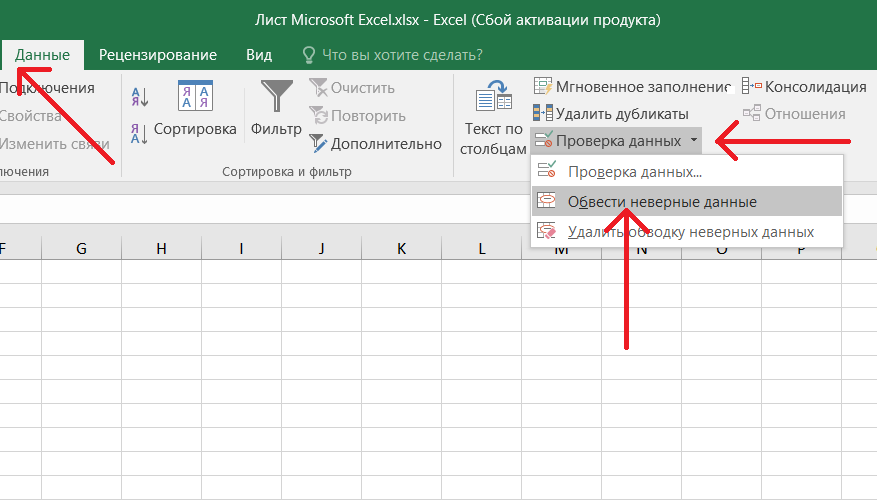 Лист Microsoft Excel.xlsx - Excel (Сбой активации продукта)
Данные Рецензирование Вид Что вы хотите сделать?
Подключения
Свойства
Изменить связи
лючения
Сортировка
Фильтр
Очистить
Повторить
Дополнительно
Сортировка и фильтр
Текст по
столбцам
Мгновенное заполнение
Удалить дубликаты
Проверка данных
Консолидация
Отношения
Проверка данных...
Обвести неверные данные
Удалить обводку неверных данных
F G H I J K L M N O P